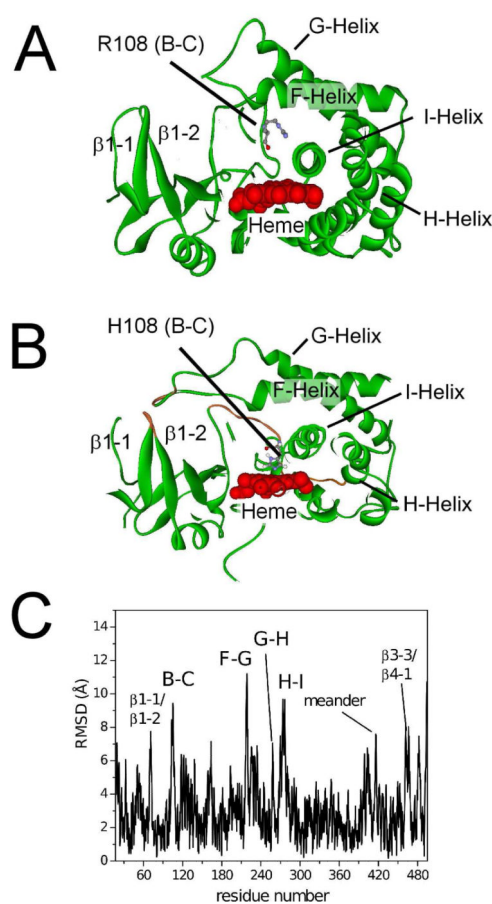 A
G-Helix
R108 (B-C)
F-Helix
I-Helix
β1-1
β1-2
H-Helix
Heme
B
H108 (B-C)
G-Helix
F-Helix
I-Helix
β1-1
β1-2
H-Helix
Heme
C
14
12
10
8
6
4
2
0
RMSD (Å)
β1-1/
β1-2
B-C
F-G
G-H
H-I
meander
β3-3/
β4-1
60 120 180 240 300 360 420 480
residue number